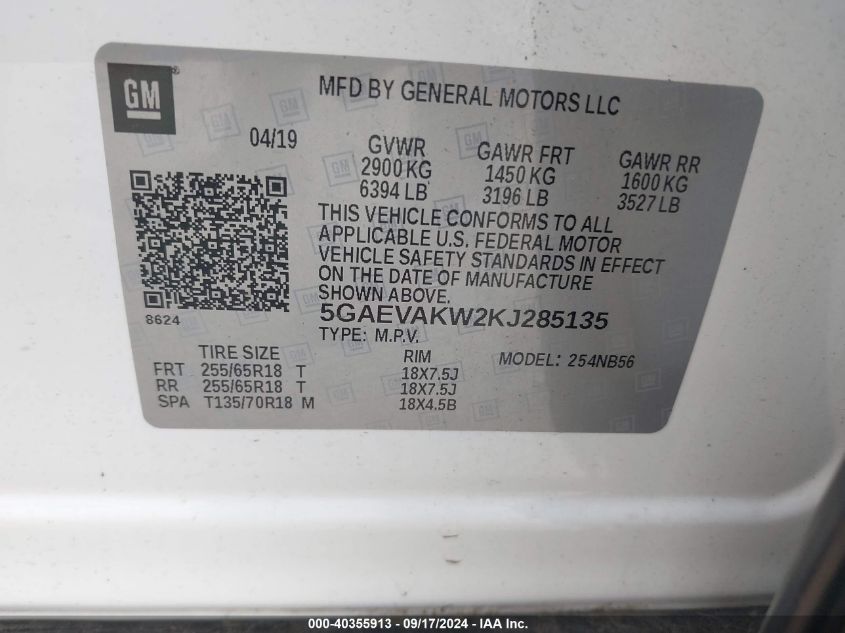 GM
MFD BY GENERAL MOTORS LLC
04/19
GVWR
2900 KG
6394 LB
GAWR FRT
1450 KG
3196 LB
GAWR RR
1600 KG
3527 LB
THIS VEHICLE CONFORMS TO ALL
APPLICABLE U.S. FEDERAL MOTOR
VEHICLE SAFETY STANDARDS IN EFFECT
ON THE DATE OF MANUFACTURE
SHOWN ABOVE.
8624
5GAEVAKW2KJ285135
TYPE: M.P.V.
TIRE SIZE RIM MODEL: 254NB56
FRT 255/65R18 T 18X7.5J
RR 255/65R18 T 18X7.5J
SPA T135/70R18 M 18X4.5B
000-40355913 - 09/17/2024 - IAA Inc.